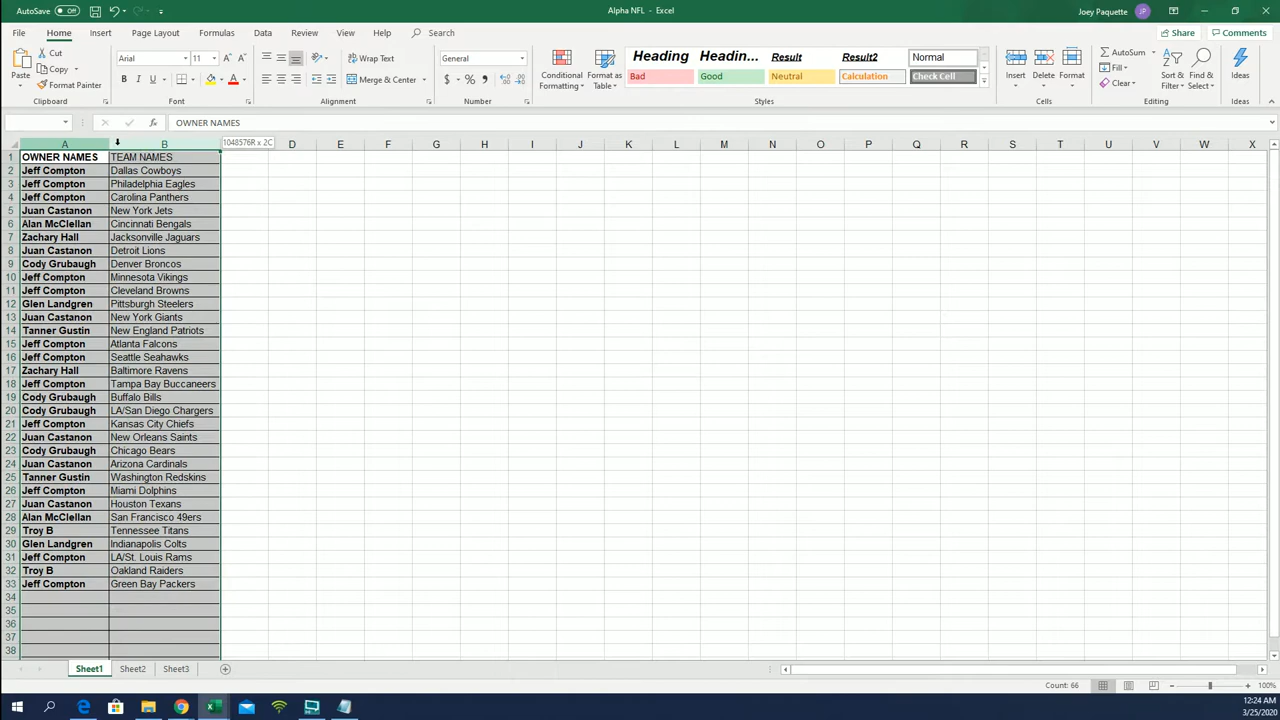 AutoSave Off
Alpha NFL - Excel
Joey Paquette JP
File Home Insert Page Layout Formulas Data Review View Help Search Share Comments
Paste Cut Copy Format Painter Clipboard
Arial 11 B I U A A A Font
Wrap Text Merge & Center Alignment
General $ % , Number
Conditional Formatting Format as Table
Heading Headin... Result Result2 Normal
Bad Good Neutral Calculation Check Cell
Styles
Insert Delete Format Cells
AutoSum Fill Clear Sort & Filter Find & Select Editing
Ideas Ideas
fx OWNER NAMES
1048576R x 2C
A B D E F G H I J K L M N O P Q R S T U V W X
1 OWNER NAMES TEAM NAMES
2 Jeff Compton Dallas Cowboys
3 Jeff Compton Philadelphia Eagles
4 Jeff Compton Carolina Panthers
5 Juan Castanon New York Jets
6 Alan McClellan Cincinnati Bengals
7 Zachary Hall Jacksonville Jaguars
8 Juan Castanon Detroit Lions
9 Cody Grubaugh Denver Broncos
10 Jeff Compton Minnesota Vikings
11 Jeff Compton Cleveland Browns
12 Glen Landgren Pittsburgh Steelers
13 Juan Castanon New York Giants
14 Tanner Gustin New England Patriots
15 Jeff Compton Atlanta Falcons
16 Jeff Compton Seattle Seahawks
17 Zachary Hall Baltimore Ravens
18 Jeff Compton Tampa Bay Buccaneers
19 Cody Grubaugh Buffalo Bills
20 Cody Grubaugh LA/San Diego Chargers
21 Jeff Compton Kansas City Chiefs
22 Juan Castanon New Orleans Saints
23 Cody Grubaugh Chicago Bears
24 Juan Castanon Arizona Cardinals
25 Tanner Gustin Washington Redskins
26 Jeff Compton Miami Dolphins
27 Juan Castanon Houston Texans
28 Alan McClellan San Francisco 49ers
29 Troy B Tennessee Titans
30 Glen Landgren Indianapolis Colts
31 Jeff Compton LA/St. Louis Rams
32 Troy B Oakland Raiders
33 Jeff Compton Green Bay Packers
34
35
36
37
38
Sheet1 Sheet2 Sheet3
Count: 66 100%
12:24 AM
3/25/2020